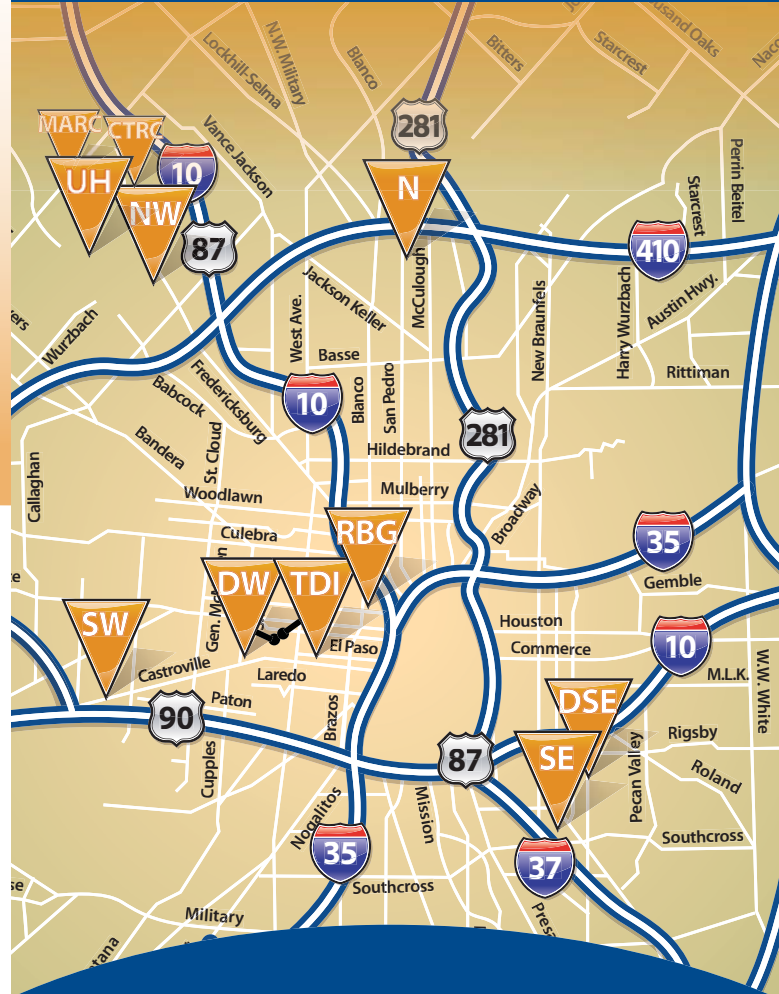 N.W. Military
Lockhill-Selma
Blanco
Bitters
Starcrest
Oaks
MARC
CTRC
Vance Jackson
281
UH
10
NW
N
Starcrest
Perrin Beitel
87
410
Jackson Keller
McCulough
New Braunfels
Harry Wurzbach
Austin Hwy.
Wurzbach
West Ave.
Basse
Rittiman
Babcock
Fredericksburg
10
Blanco
San Pedro
281
Bandera
St. Cloud
Hildebrand
Callaghan
Woodlawn
Mulberry
Broadway
Culebra
RBG
35
DW
TDI
Gemble
SW
El Paso
Houston
Commerce
10
Castroville
Laredo
M.L.K.
W.W. White
90
Paton
Brazos
DSE
Cupples
87
SE
Pecan Valley
Rigsby
Roland
Nogalitos
Mission
35
37
Southcross
Southcross
Military